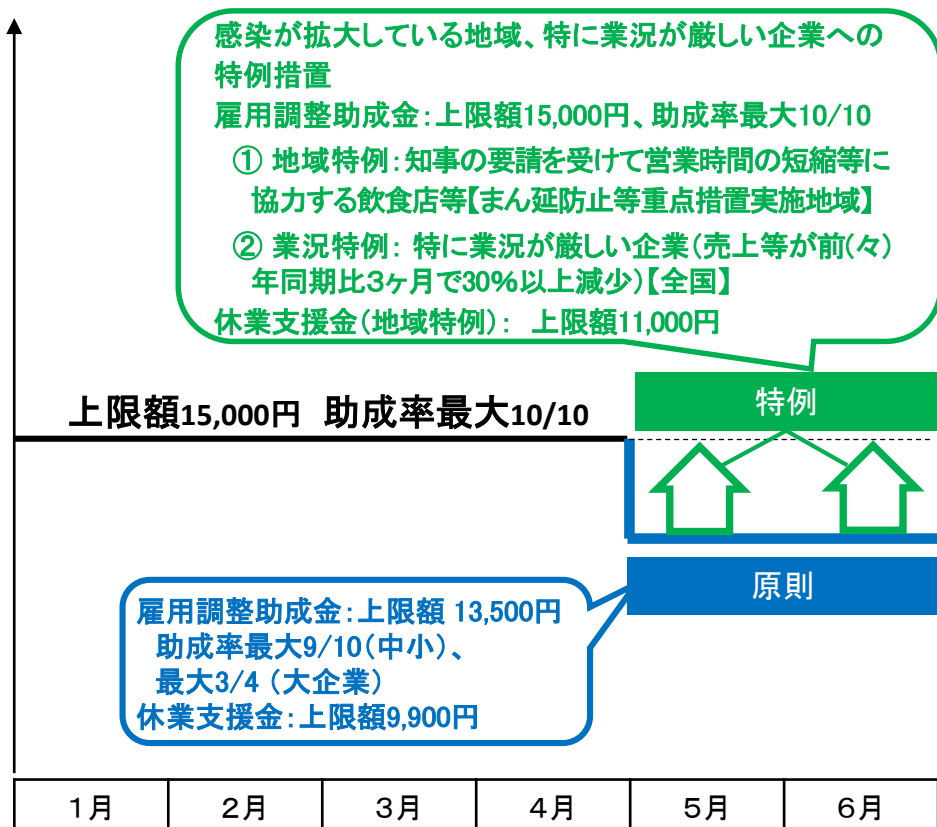 感染が拡大している地域、特に業況が厳しい企業への
特例措置
雇用調整助成金:上限額15,000円、助成率最大10/10
① 地域特例:知事の要請を受けて営業時間の短縮等に
協力する飲食店等【まん延防止等重点措置実施地域】
② 業況特例: 特に業況が厳しい企業(売上等が前(々)
年同期比3ヶ月で30%以上減少)【全国】
休業支援金(地域特例): 上限額11,000円
特例
上限額15,000円 助成率最大10/10
原則
雇用調整助成金:上限額 13,500円
助成率最大9/10(中小)、
最大3/4 (大企業)
休業支援金:上限額9,900円
1月 2月 3月 4月 5月 6月